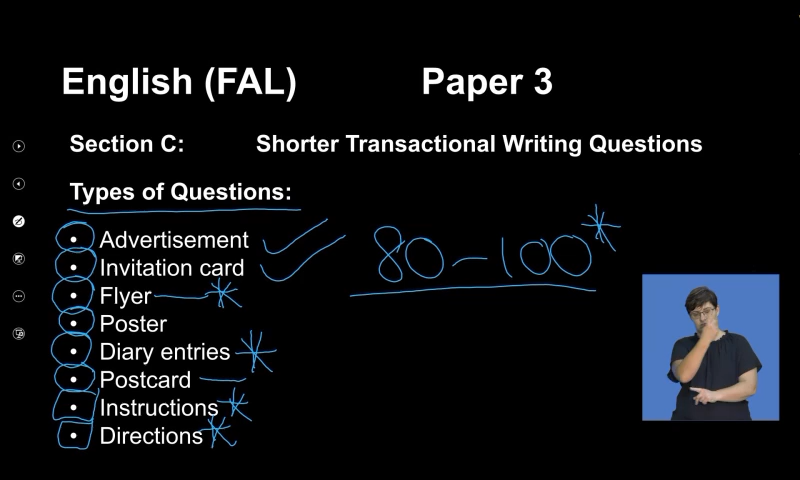 English (FAL) Paper 3
Section C: Shorter Transactional Writing Questions
Types of Questions:
• Advertisement
• Invitation card
• Flyer
• Poster
• Diary entries
• Postcard
• Instructions
• Directions
80-100*